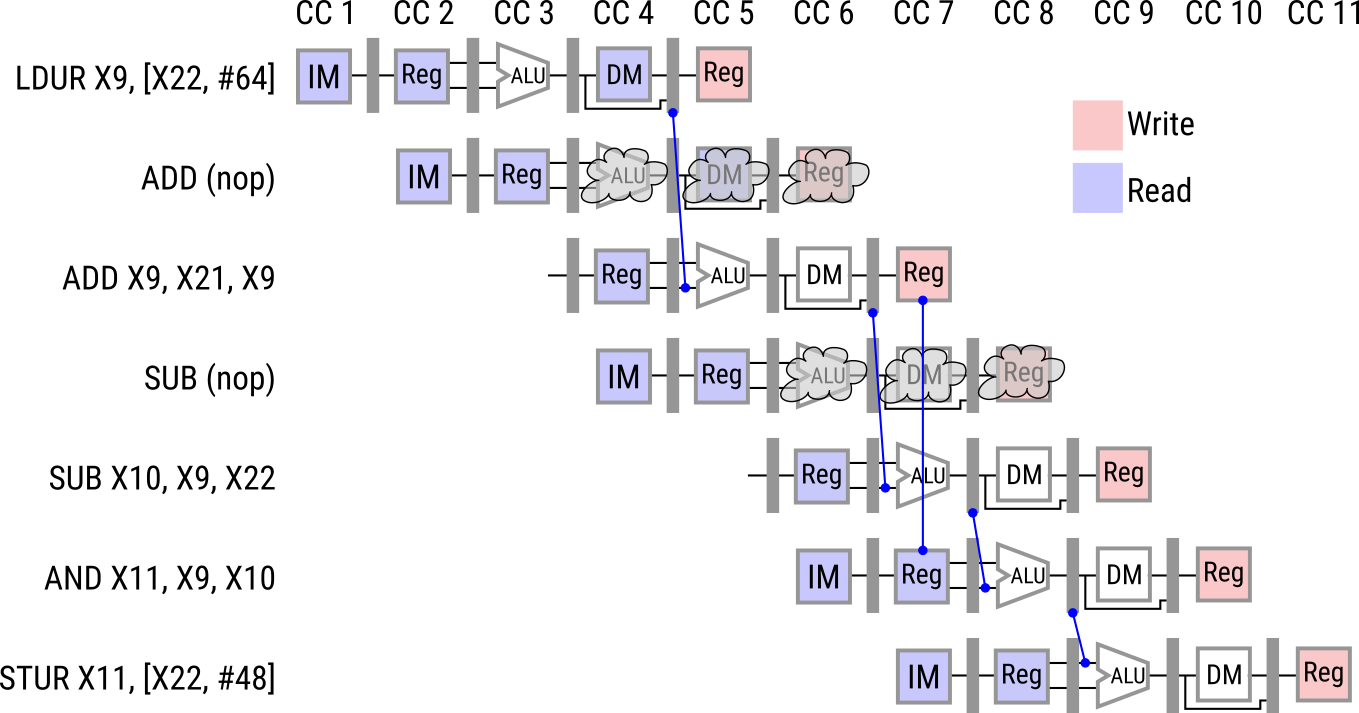 CC 1 CC 2 CC 3 CC 4 CC 5 CC 6 CC 7 CC 8 CC 9 CC 10 CC 11
LDUR X9, [X22, #64] IM Reg ALU DM Reg
Write
ADD (nop) IM Reg ALU DM Reg
Read
ADD X9, X21, X9 Reg ALU DM Reg
SUB (nop) IM Reg ALU DM Reg
SUB X10, X9, X22 Reg ALU DM Reg
AND X11, X9, X10 IM Reg ALU DM Reg
STUR X11, [X22, #48] IM Reg ALU DM Reg